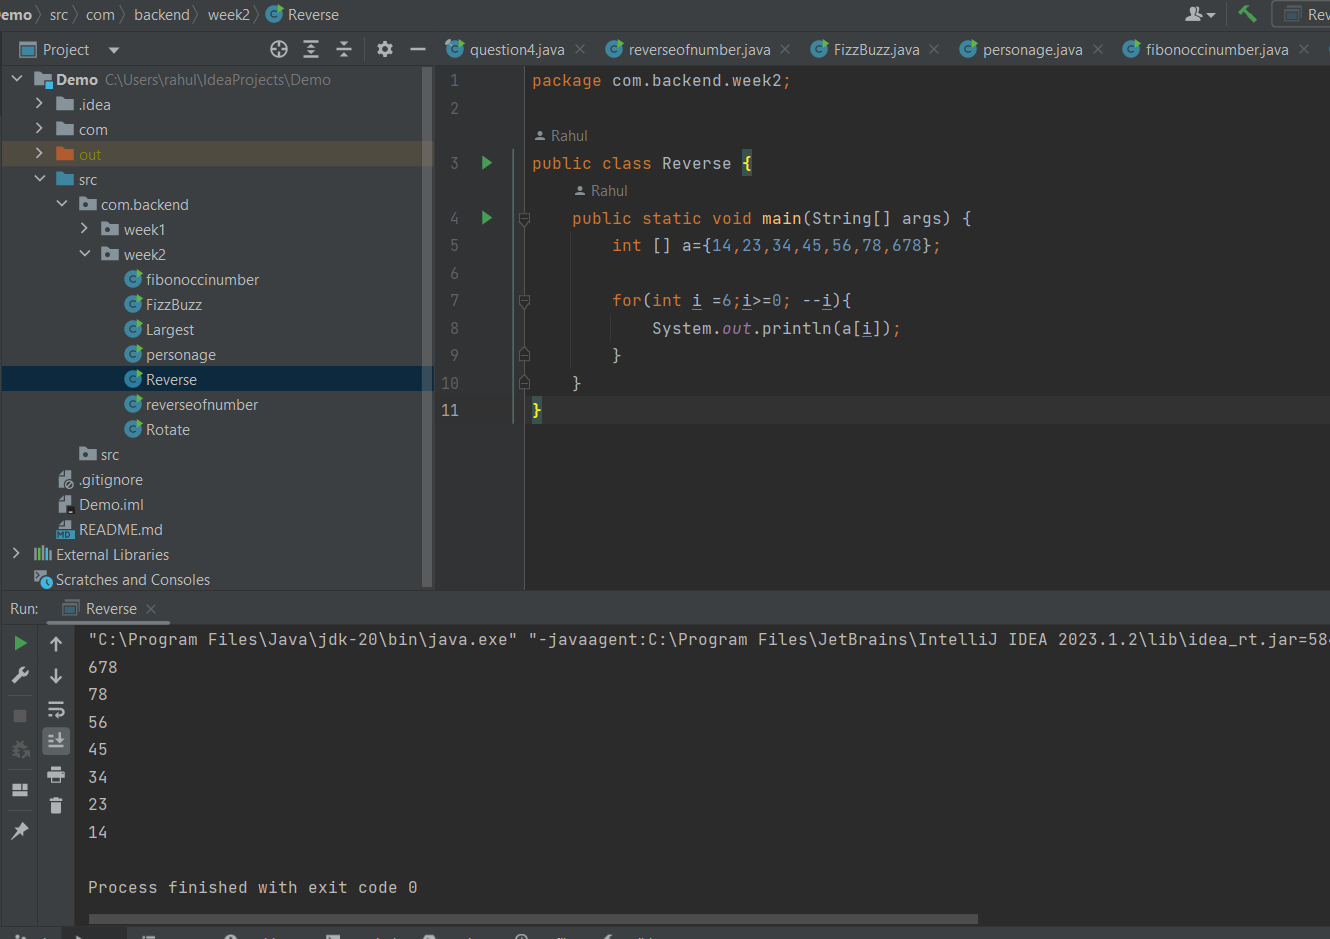 emo src com backend week2 Reverse Rev
Project
question4.java reverseofnumber.java FizzBuzz.java personage.java fibonoccinumber.java
Demo C:\Users\rahul\IdeaProjects\Demo
.idea
com
out
src
com.backend
week1
week2
fibonoccinumber
FizzBuzz
Largest
personage
Reverse
reverseofnumber
Rotate
src
.gitignore
Demo.iml
README.md
External Libraries
Scratches and Consoles
1 package com.backend.week2;
2
Rahul
3 public class Reverse {
Rahul
4 public static void main(String[] args) {
5 int [] a={14,23,34,45,56,78,678};
6
7 for(int i =6;i>=0; --i){
8 System.out.println(a[i]);
9 }
10 }
11 }
Run: Reverse
"C:\Program Files\Java\jdk-20\bin\java.exe" "-javaagent:C:\Program Files\JetBrains\IntelliJ IDEA 2023.1.2\lib\idea_rt.jar=58
678
78
56
45
34
23
14
Process finished with exit code 0